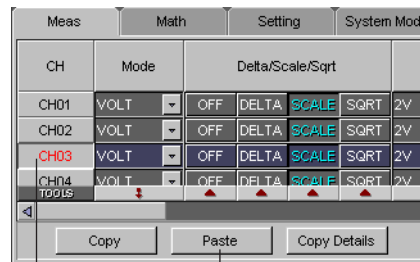 Meas Math Setting System Mod
CH Mode Delta/Scale/Sqrt
CH01 VOLT OFF DELTA SCALE SQRT 2V
CH02 VOLT OFF DELTA SCALE SQRT 2V
CH03 VOLT OFF DELTA SCALE SQRT 2V
CH04 VOLT OFF DELTA SCALE SQRT 2V
TOOLS
Copy Paste Copy Details